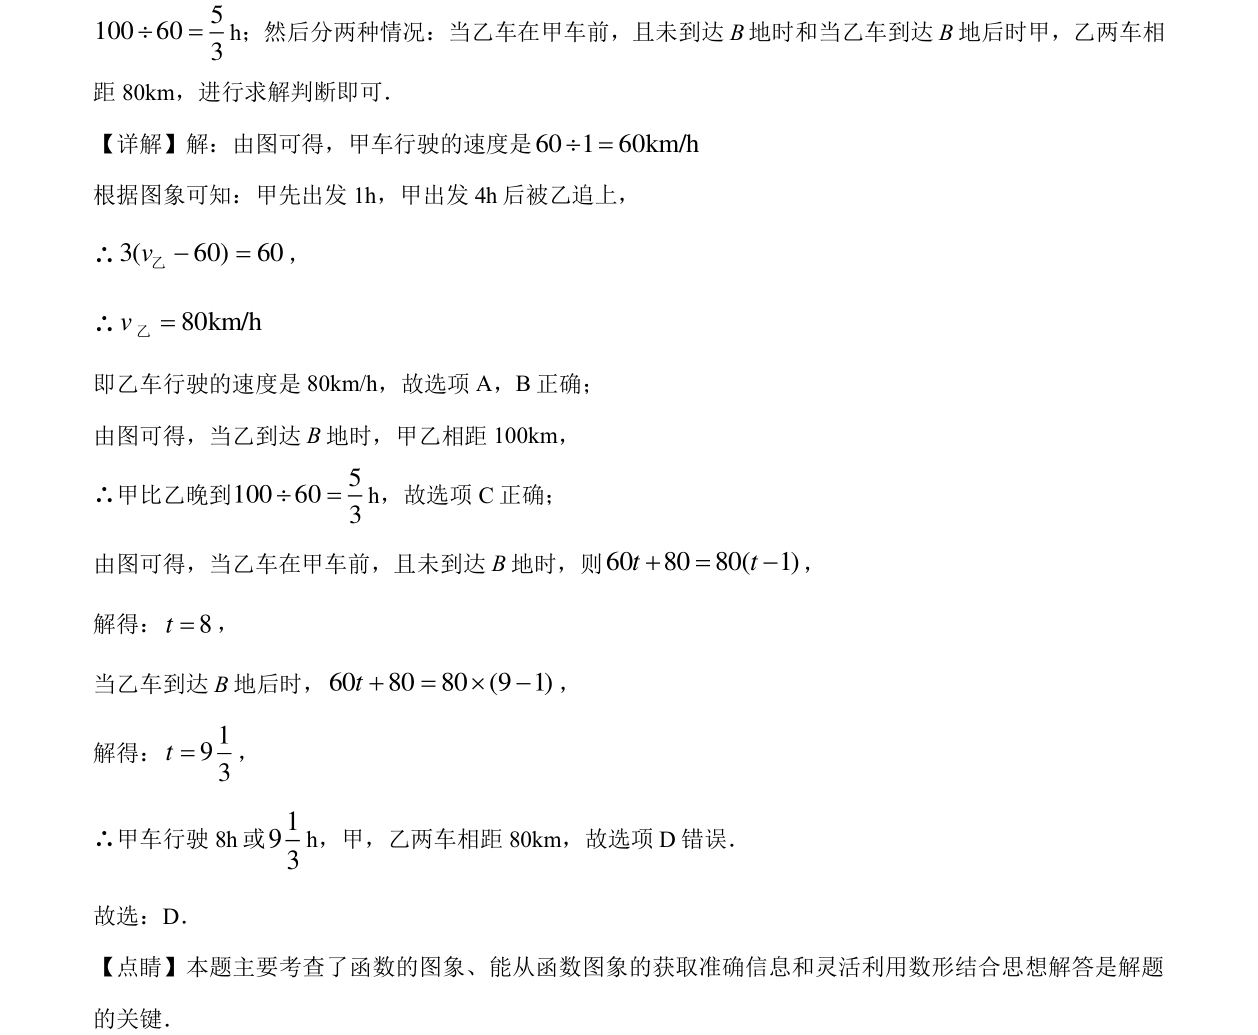 100÷60=5/3 h；然后分两种情况：当乙车在甲车前，且未到达 B 地时和当乙车到达 B 地后时甲，乙两车相
距 80km，进行求解判断即可．
【详解】解：由图可得，甲车行驶的速度是60÷1=60km/h
根据图象可知：甲先出发 1h，甲出发 4h 后被乙追上，
∴3(v乙−60)=60，
∴v乙=80km/h
即乙车行驶的速度是 80km/h，故选项 A，B 正确；
由图可得，当乙到达 B 地时，甲乙相距 100km，
∴甲比乙晚到100÷60=5/3 h，故选项 C 正确；
由图可得，当乙车在甲车前，且未到达 B 地时，则60t+80=80(t−1)，
解得：t=8，
当乙车到达 B 地后时，60t+80=80×(9−1)，
解得：t=9 1/3，
∴甲车行驶 8h 或9 1/3 h，甲，乙两车相距 80km，故选项 D 错误．
故选：D．
【点睛】本题主要考查了函数的图象、能从函数图象的获取准确信息和灵活利用数形结合思想解答是解题
的关键．